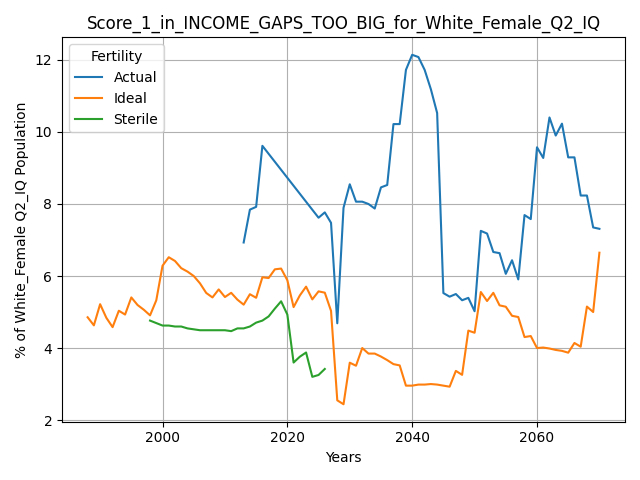 Score_1_in_INCOME_GAPS_TOO_BIG_for_White_Female_Q2_IQ
Fertility
Actual
Ideal
Sterile
% of White_Female Q2_IQ Population
12
10
8
6
4
2
2000
2020
2040
2060
Years